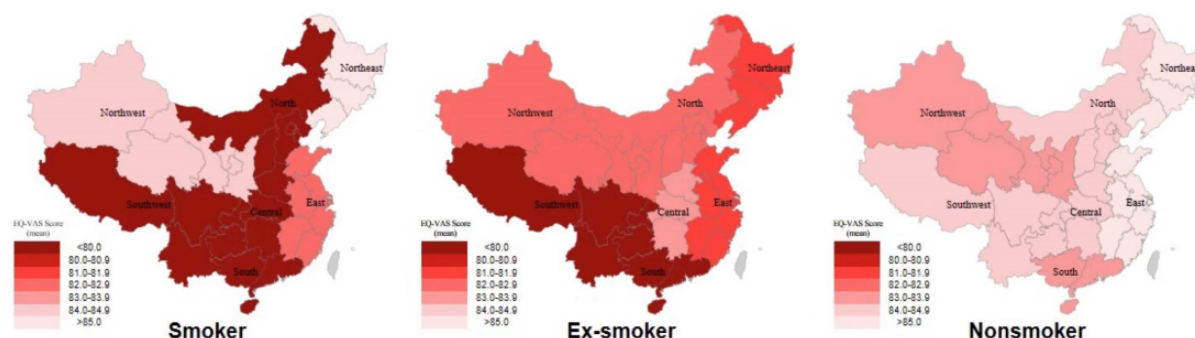 Northeast
North
Northwest
Southwest
Central
East
South
EQ-VAS Score
(mean)
<80.0
80.0-80.9
81.0-81.9
82.0-82.9
83.0-83.9
84.0-84.9
>85.0
Smoker
Northeast
North
Northwest
Southwest
Central
East
South
EQ-VAS Score
(mean)
<80.0
80.0-80.9
81.0-81.9
82.0-82.9
83.0-83.9
84.0-84.9
>85.0
Ex-smoker
Northeast
North
Northwest
Southwest
Central
East
South
EQ-VAS Score
(mean)
<80.0
80.0-80.9
81.0-81.9
82.0-82.9
83.0-83.9
84.0-84.9
>85.0
Nonsmoker